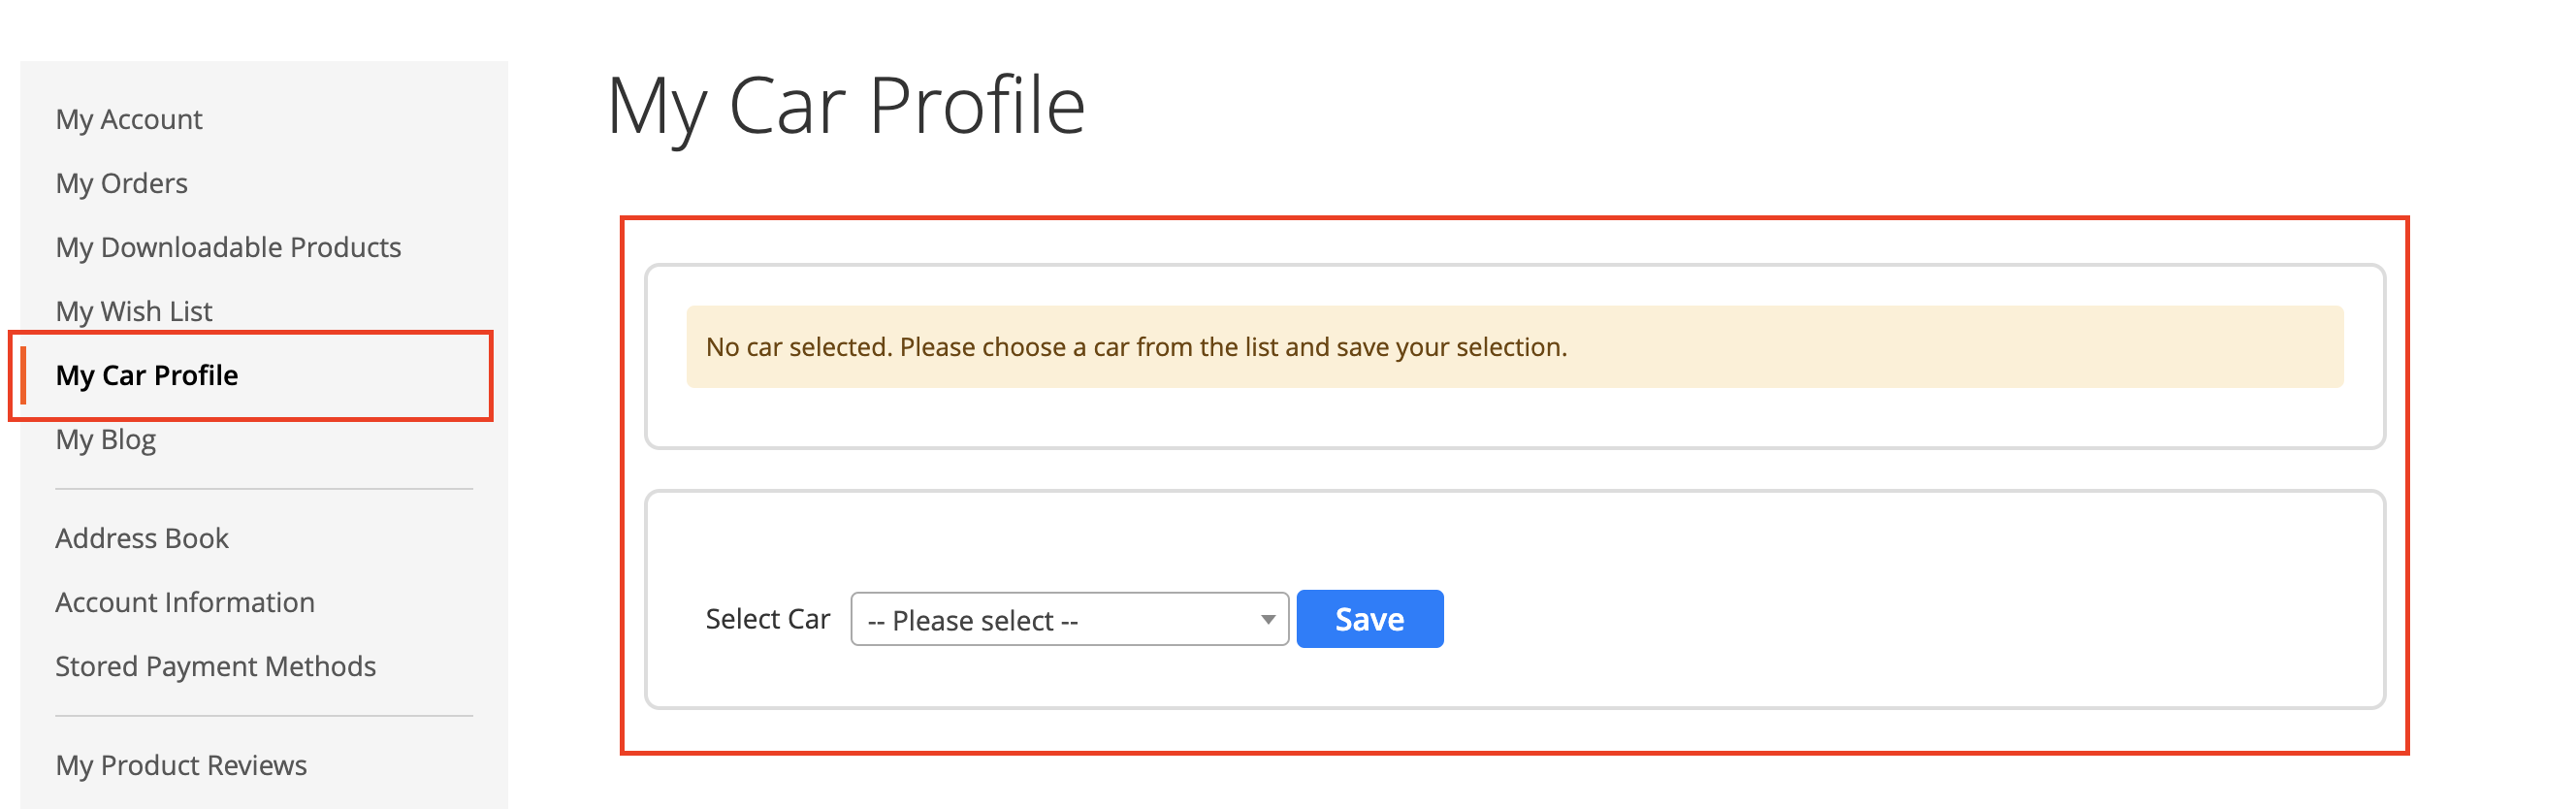 My Account
My Orders
My Downloadable Products
My Wish List
My Car Profile
My Blog
Address Book
Account Information
Stored Payment Methods
My Product Reviews
My Car Profile
No car selected. Please choose a car from the list and save your selection.
Select Car -- Please select -- Save